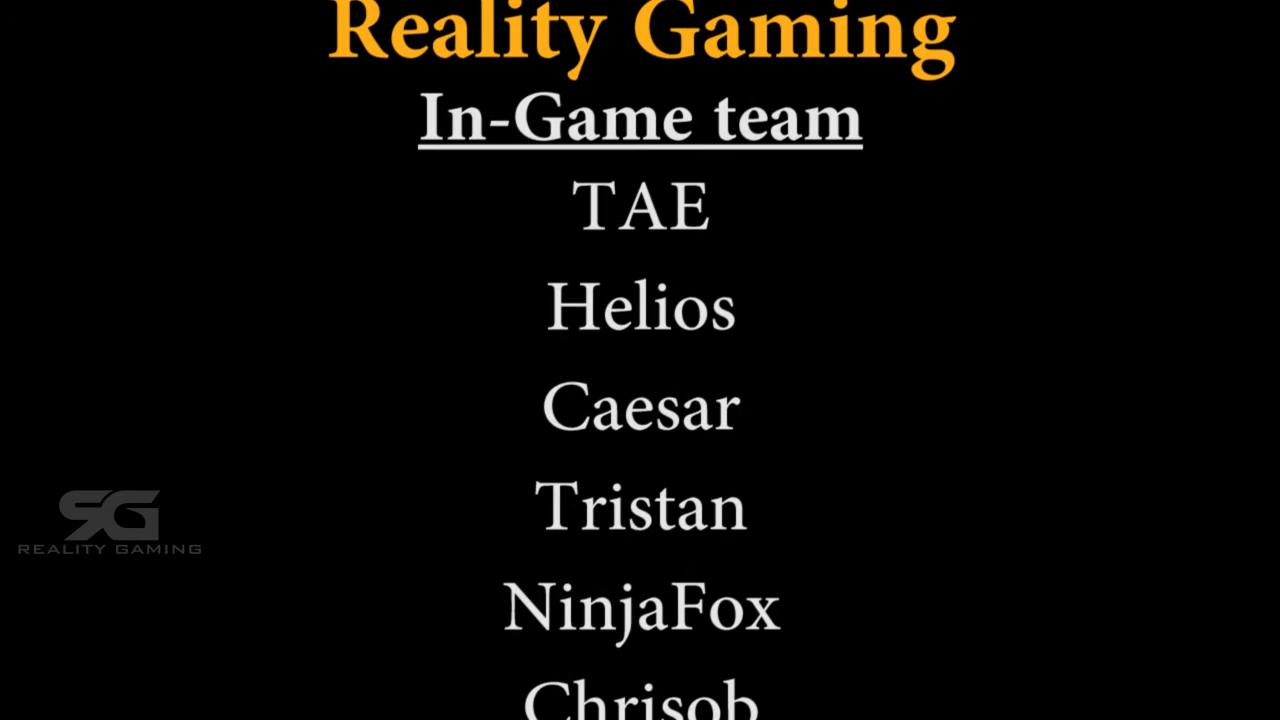 Reality Gaming
In-Game team
TAE
Helios
Caesar
Tristan
REALITY GAMING
NinjaFox
Chrisob